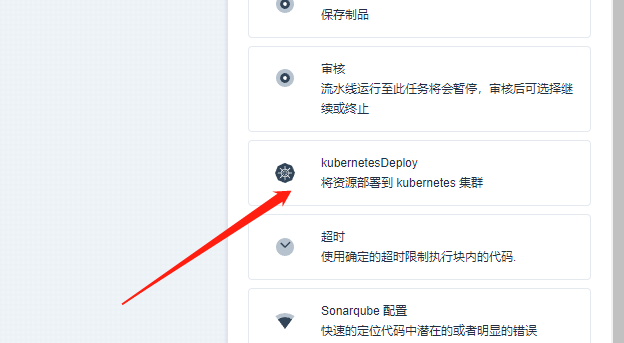 保存制品
审核
流水线运行至此任务将会暂停，审核后可选择继
续或终止
kubernetesDeploy
将资源部署到 kubernetes 集群
超时
使用确定的超时限制执行块内的代码.
Sonarqube 配置
快速的定位代码中潜在的或者明显的错误